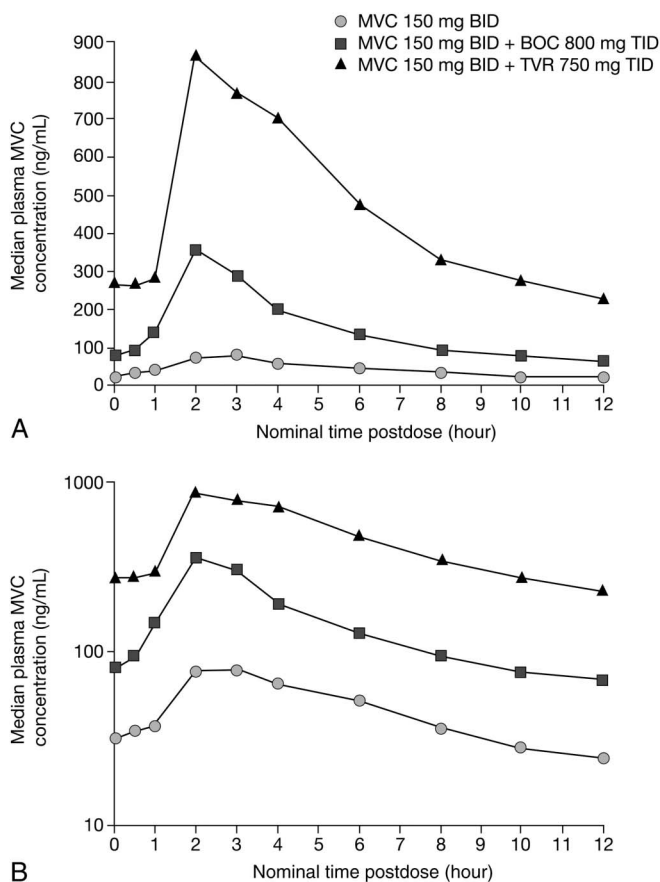 MVC 150 mg BID
MVC 150 mg BID + BOC 800 mg TID
MVC 150 mg BID + TVR 750 mg TID
Median plasma MVC
concentration (ng/mL)
900
800
700
600
500
400
300
200
100
0
0 1 2 3 4 5 6 7 8 9 10 11 12
Nominal time postdose (hour)
A
Median plasma MVC
concentration (ng/mL)
1000
100
10
0 1 2 3 4 5 6 7 8 9 10 11 12
Nominal time postdose (hour)
B